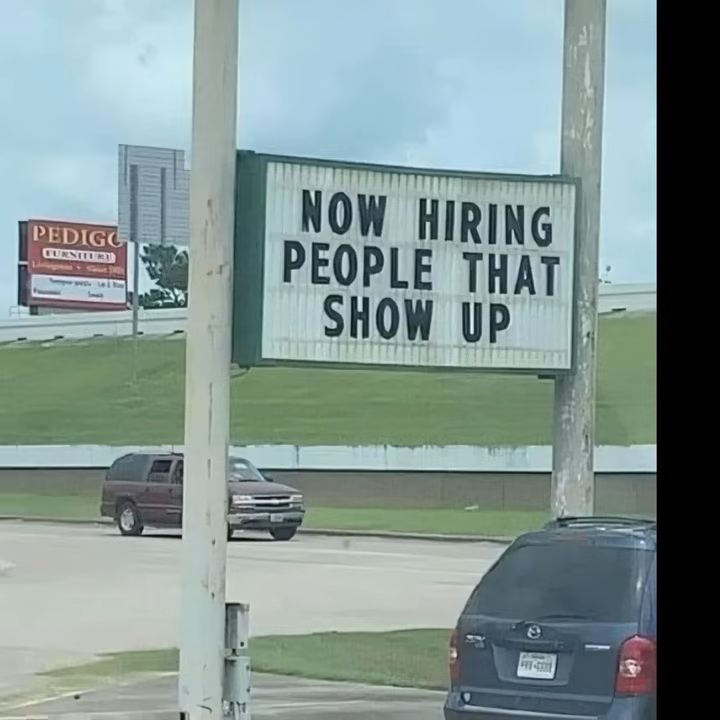 NOW HIRING
PEOPLE THAT
SHOW UP
PEDIGO
FURNITURE